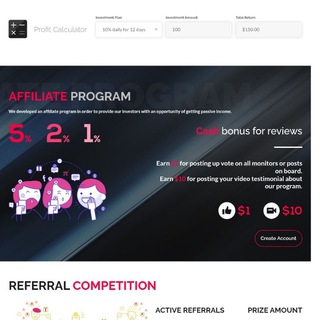 Investment Plan
Investment Amount
Total Return
Profit Calculator
10% daily for 12 days
100
$130.00
AFFILIATE PROGRAM
We developed an affiliate program in order to provide our Investors with an opportunity of getting passive income.
5% 2% 1%
Cash bonus for reviews
Earn $1 for posting up vote on all monitors or posts
on board.
Earn $10 for posting your video testimonial about
our program.
$1 $10
Create Account
REFERRAL COMPETITION
ACTIVE REFERRALS
PRIZE AMOUNT